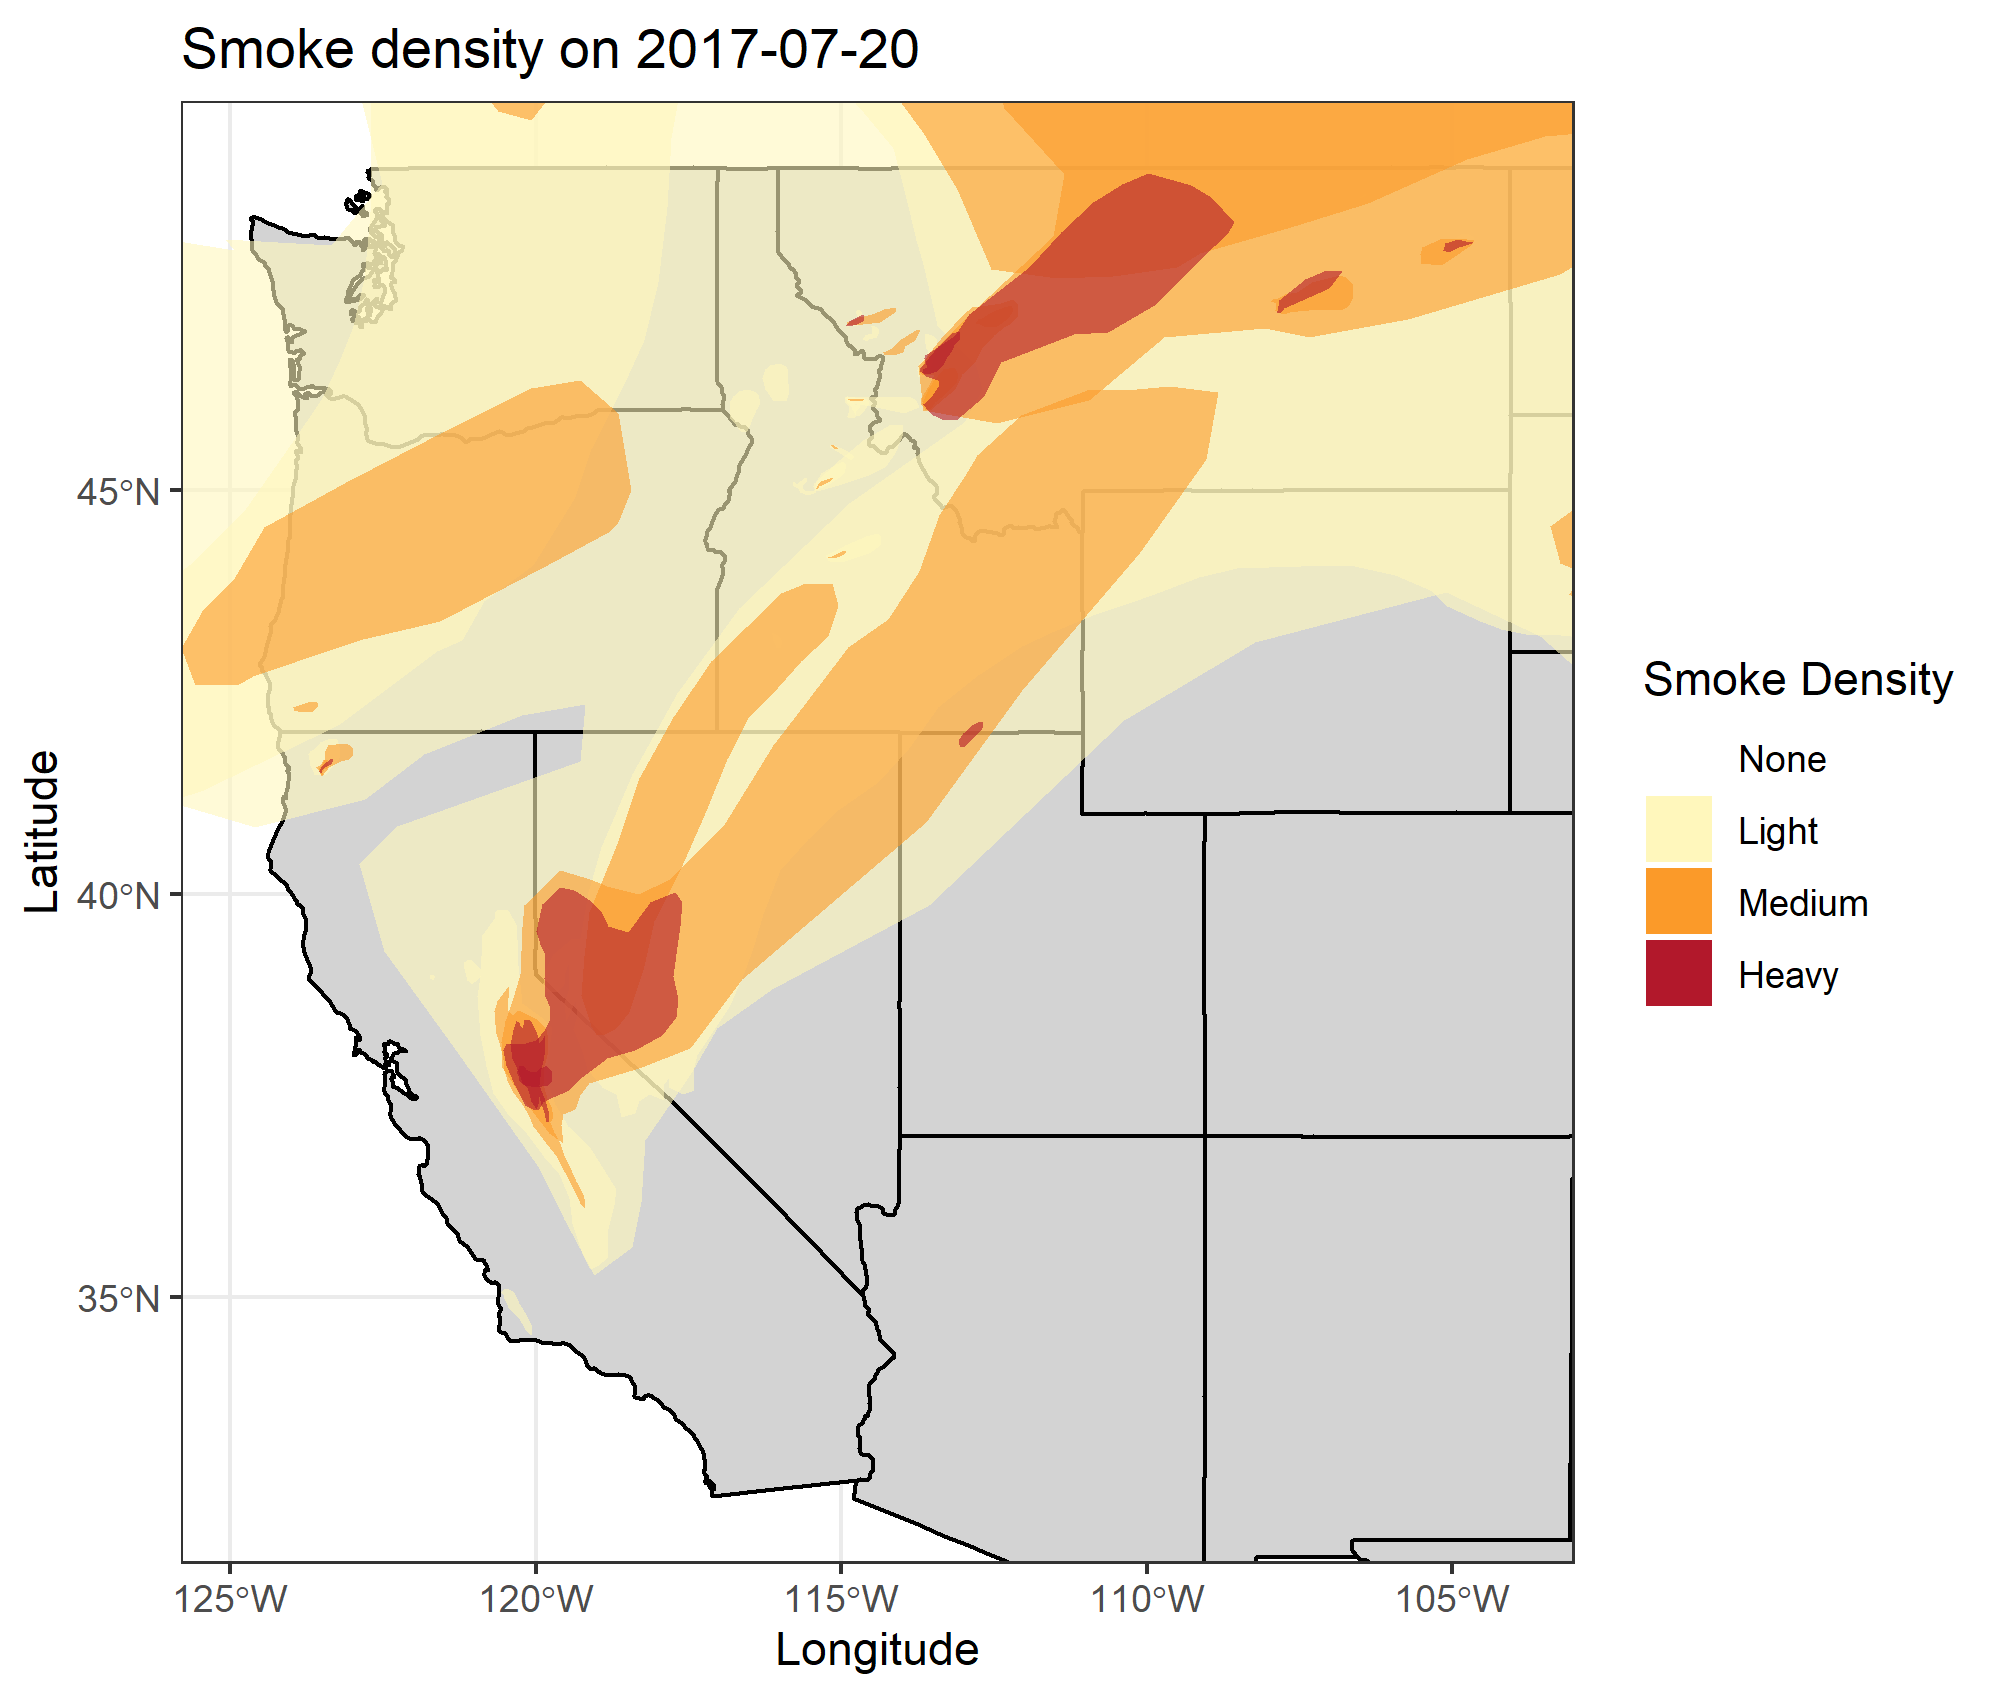 Smoke density on 2017-07-20
45°N
40°N
35°N
Latitude
125°W
120°W
115°W
110°W
105°W
Longitude
Smoke Density
None
Light
Medium
Heavy